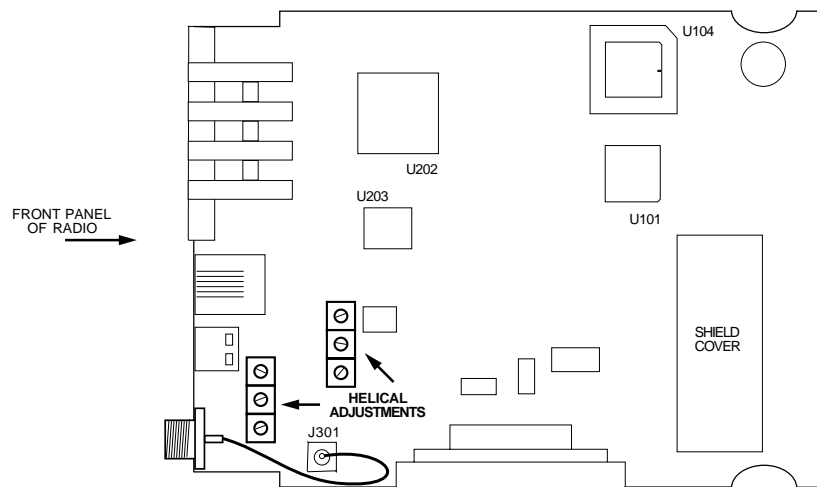 U104
U202
U203
U101
FRONT PANEL
OF RADIO
SHIELD
COVER
HELICAL
ADJUSTMENTS
J301